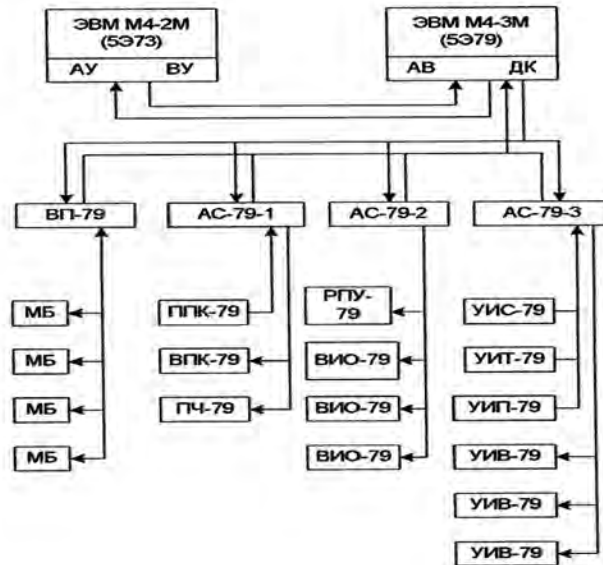 ЭВМ М4-2М
(5Э73)
АУ ВУ
ЭВМ М4-3М
(5Э79)
АВ ДК
ВП-79
АС-79-1
АС-79-2
АС-79-3
МБ
МБ
МБ
МБ
ППК-79
ВПК-79
ПЧ-79
РПУ-
79
ВИО-79
ВИО-79
ВИО-79
УИС-79
УИТ-79
УИП-79
УИВ-79
УИВ-79
УИВ-79